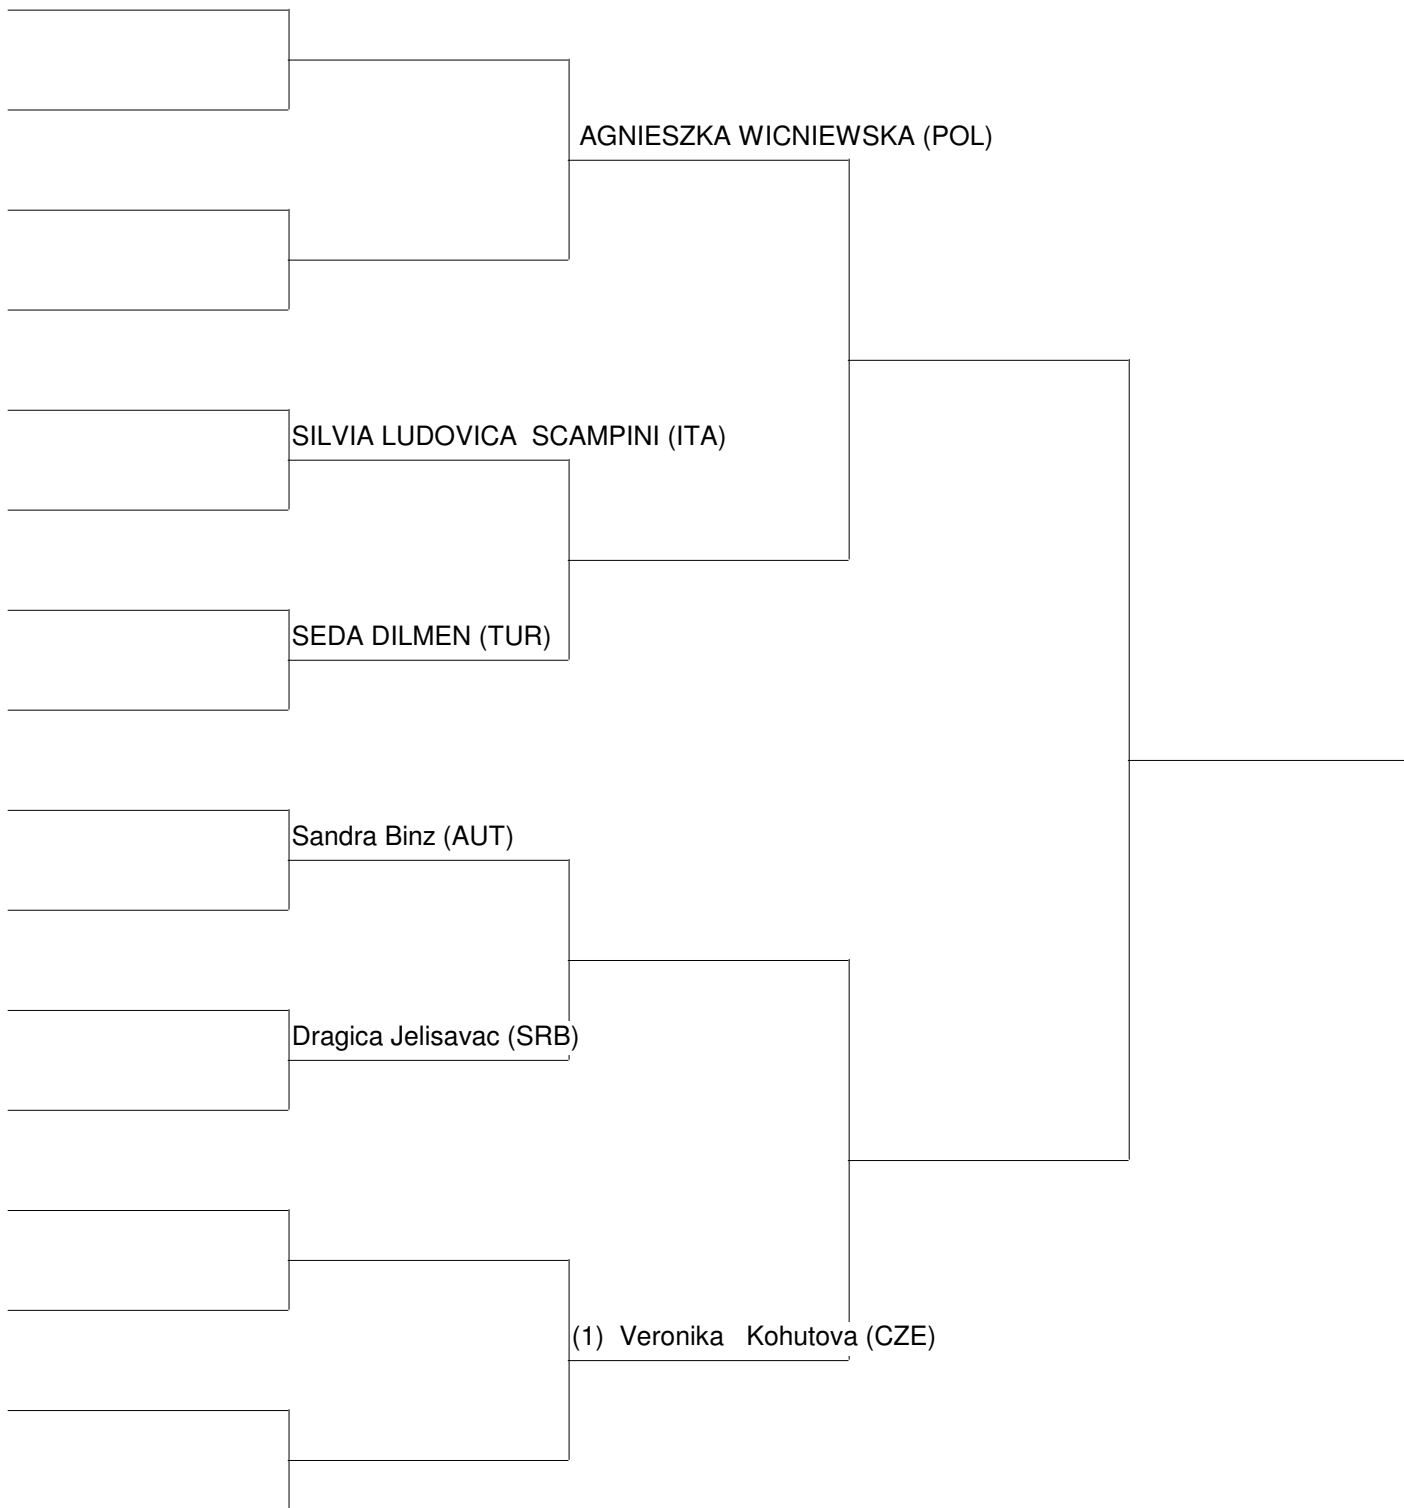 AGNIESZKA WICNIEWSKA (POL)
SILVIA LUDOVICA  SCAMPINI (ITA)
SEDA DILMEN (TUR)
Sandra Binz (AUT)
Dragica Jelisavac (SRB)
(1)  Veronika   Kohutova (CZE)